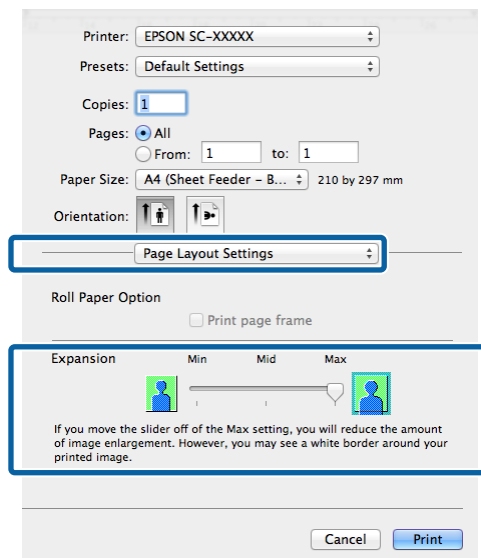 Printer: EPSON SC-XXXXX
Presets: Default Settings
Copies: 1
Pages: All
From: 1 to: 1
Paper Size: A4 (Sheet Feeder – B... 210 by 297 mm
Orientation:
Page Layout Settings
Roll Paper Option
Print page frame
Expansion Min Mid Max
If you move the slider off of the Max setting, you will reduce the amount
of image enlargement. However, you may see a white border around your
printed image.
Cancel Print